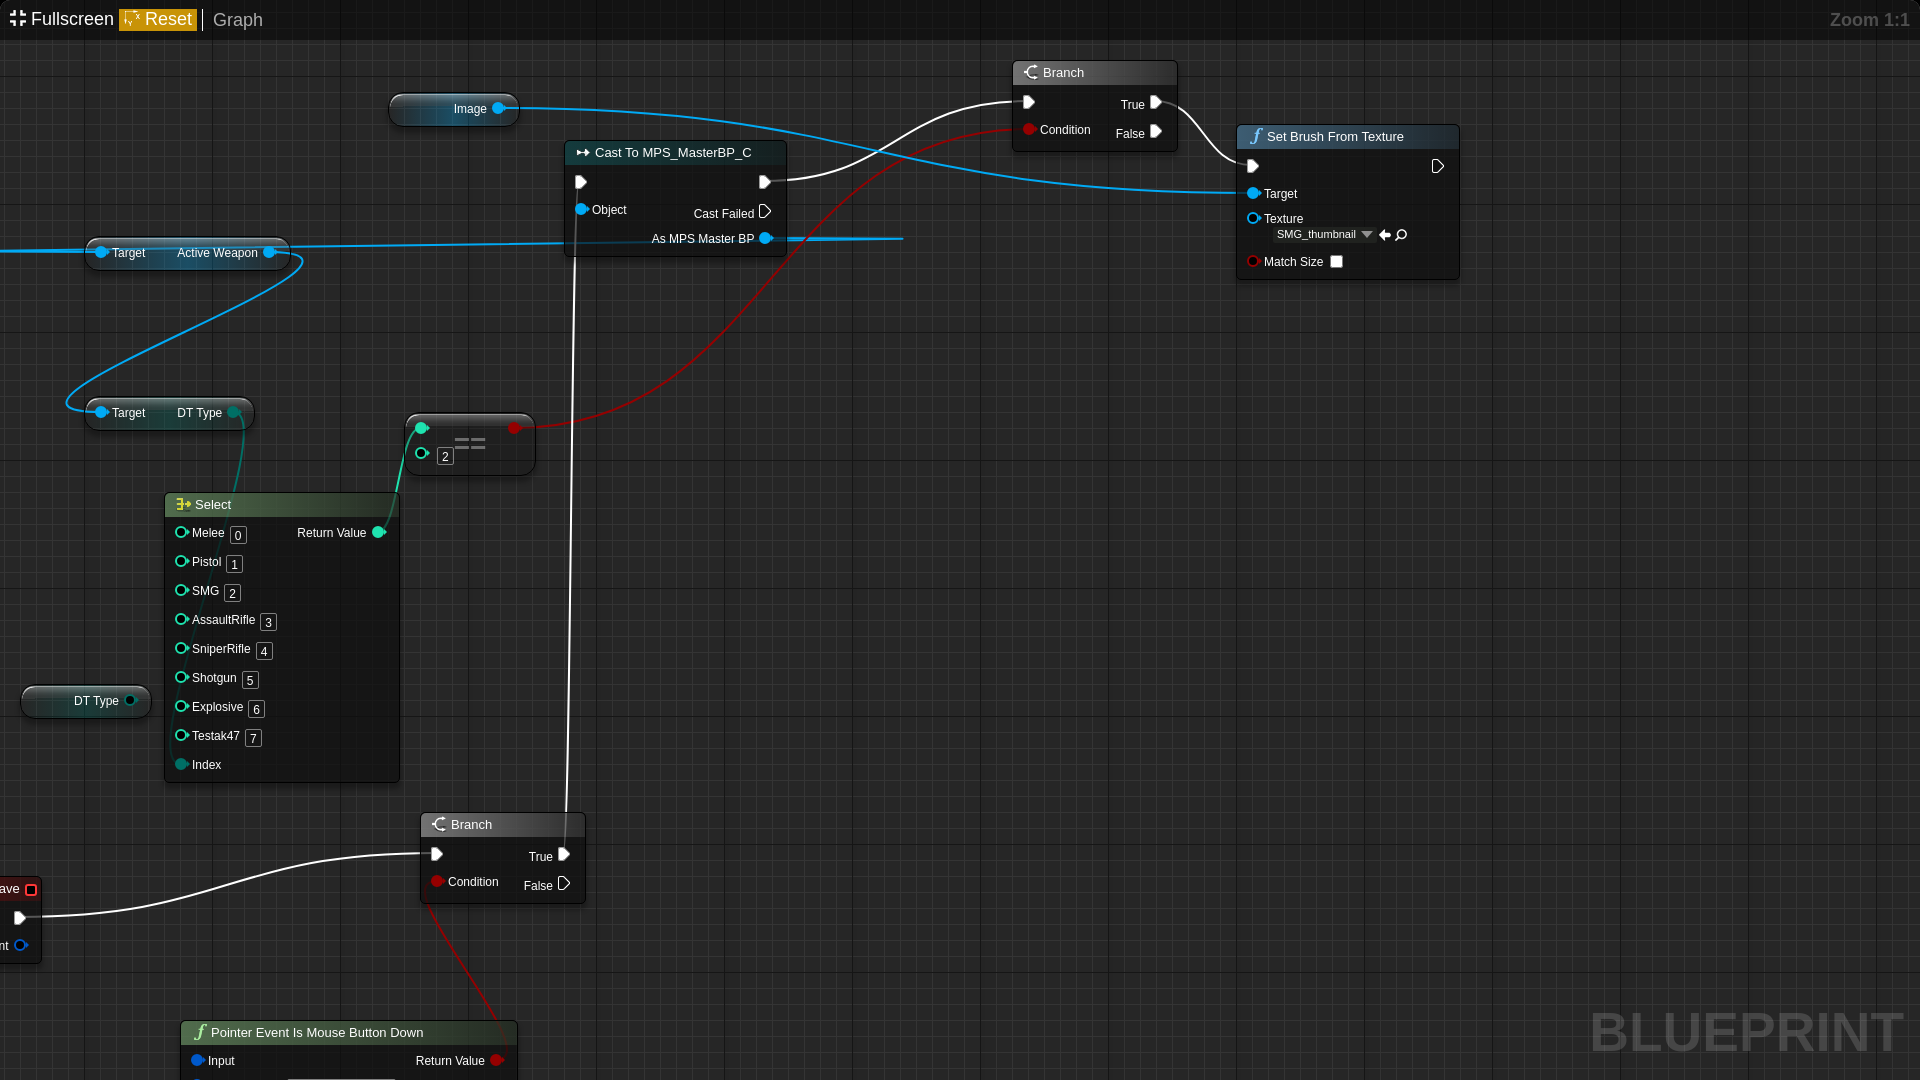 Fullscreen Reset Graph
Zoom 1:1
Branch
True
Condition
False
Image
Set Brush From Texture
Target
Texture
SMG_thumbnail
Match Size
Cast To MPS_MasterBP_C
Object
Cast Failed
As MPS Master BP
Target Active Weapon
Target DT Type
2
==
Select
Melee 0 Return Value
Pistol 1
SMG 2
AssaultRifle 3
SniperRifle 4
Shotgun 5
Explosive 6
Testak47 7
Index
DT Type
Branch
True
Condition
False
ave
nt
Pointer Event Is Mouse Button Down
Input Return Value
BLUEPRINT